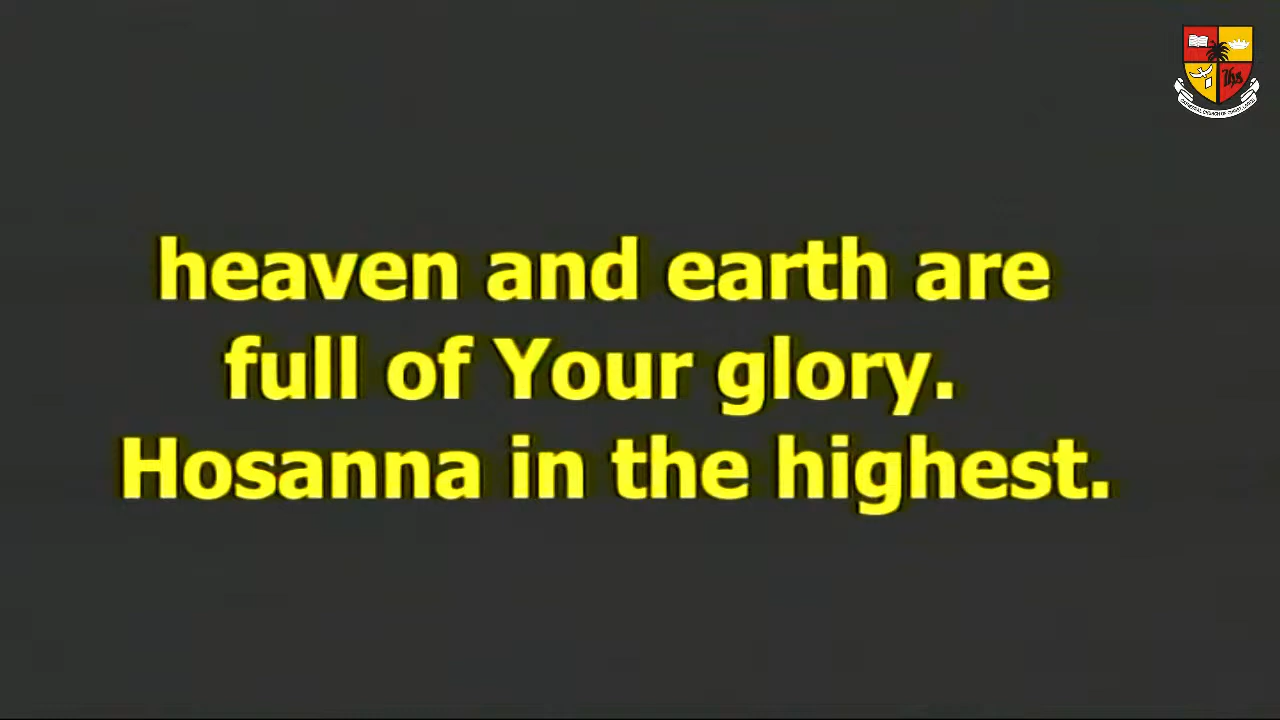 heaven and earth are
full of Your glory.
Hosanna in the highest.